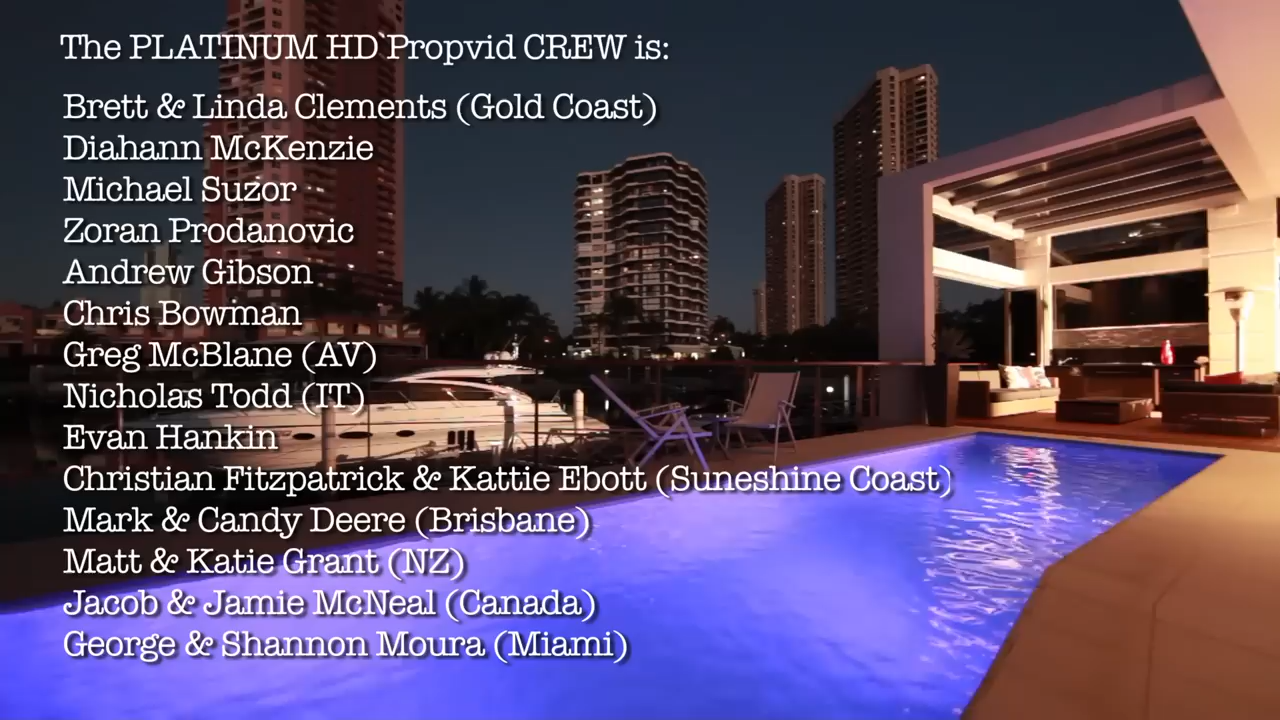 The PLATINUM HD Propvid CREW is:
Brett & Linda Clements (Gold Coast)
Diahann McKenzie
Michael Suzor
Zoran Prodanovic
Andrew Gibson
Chris Bowman
Greg McBlane (AV)
Nicholas Todd (IT)
Evan Hankin
Christian Fitzpatrick & Kattie Ebott (Suneshine Coast)
Mark & Candy Deere (Brisbane)
Matt & Katie Grant (NZ)
Jacob & Jamie McNeal (Canada)
George & Shannon Moura (Miami)